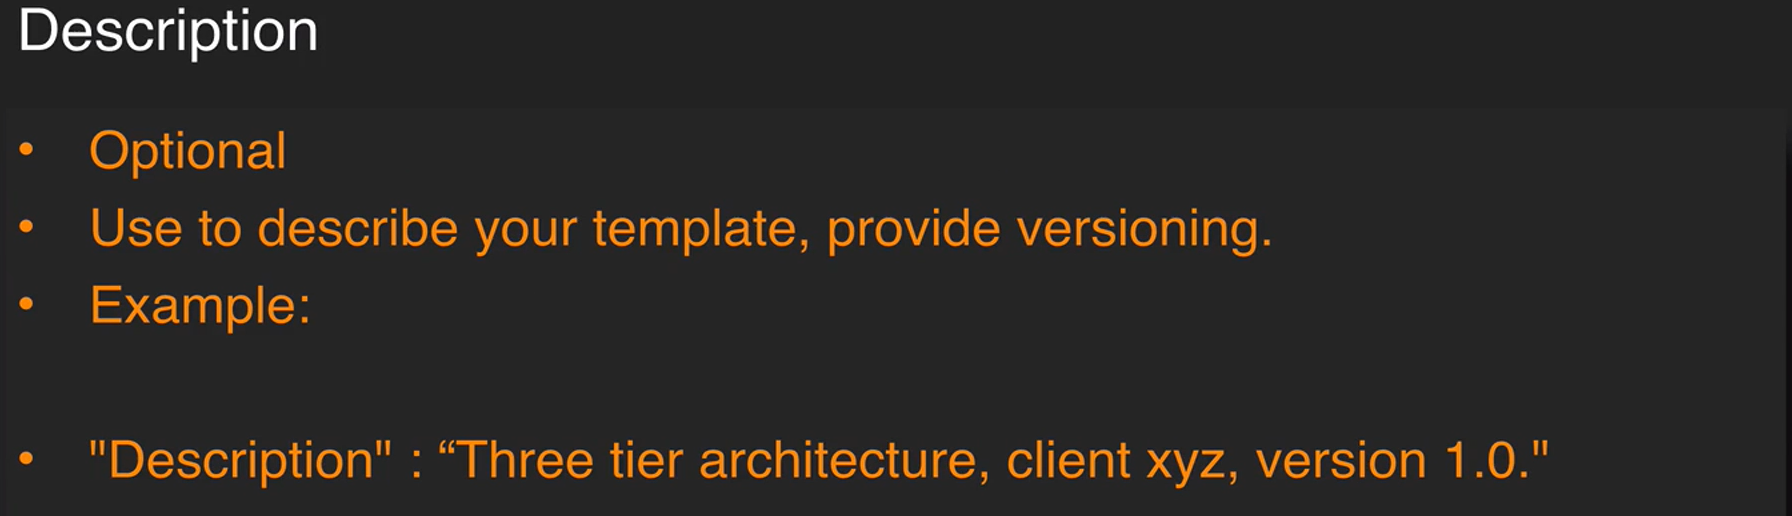 Description
• Optional
• Use to describe your template, provide versioning.
• Example:
• "Description" : “Three tier architecture, client xyz, version 1.0."